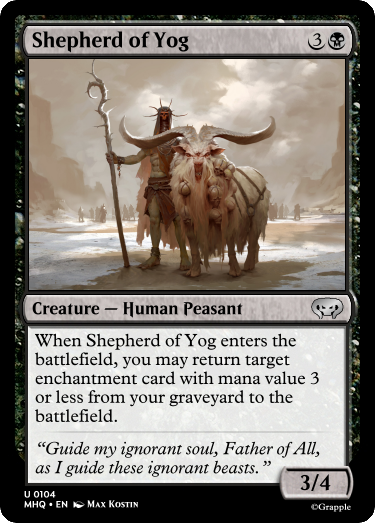 Shepherd of Yog 3
Creature — Human Peasant
When Shepherd of Yog enters the
battlefield, you may return target
enchantment card with mana value 3
or less from your graveyard to the
battlefield.
“Guide my ignorant soul, Father of All,
as I guide these ignorant beasts.”
3/4
U 0104
MHQ • EN Max Kostin
©Grapple